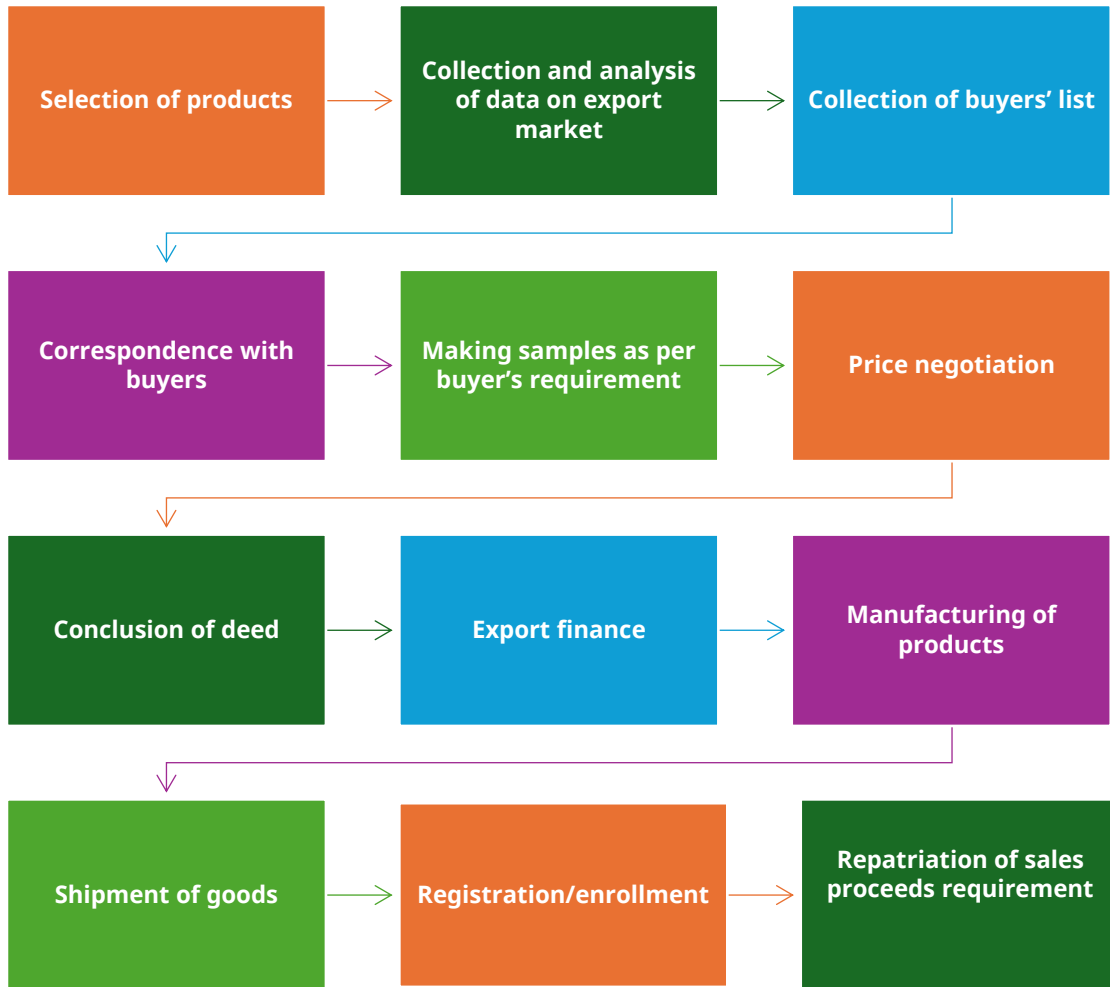 Selection of products
Collection and analysis
of data on export
market
Collection of buyers’ list
Correspondence with
buyers
Making samples as per
buyer’s requirement
Price negotiation
Conclusion of deed
Export finance
Manufacturing of
products
Shipment of goods
Registration/enrollment
Repatriation of sales
proceeds requirement